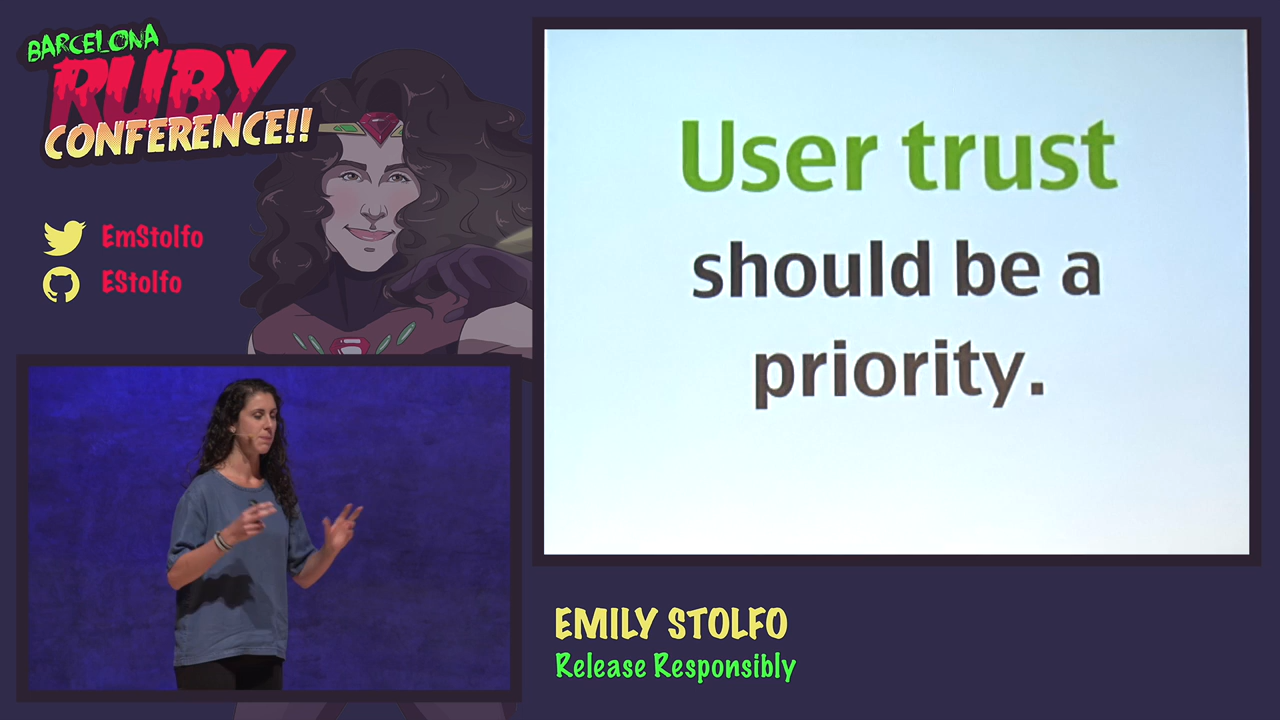 BARCELONA
RUBY
CONFERENCE!!
EmStolfo
EStolfo
User trust
should be a
priority.
EMILY STOLFO
Release Responsibly